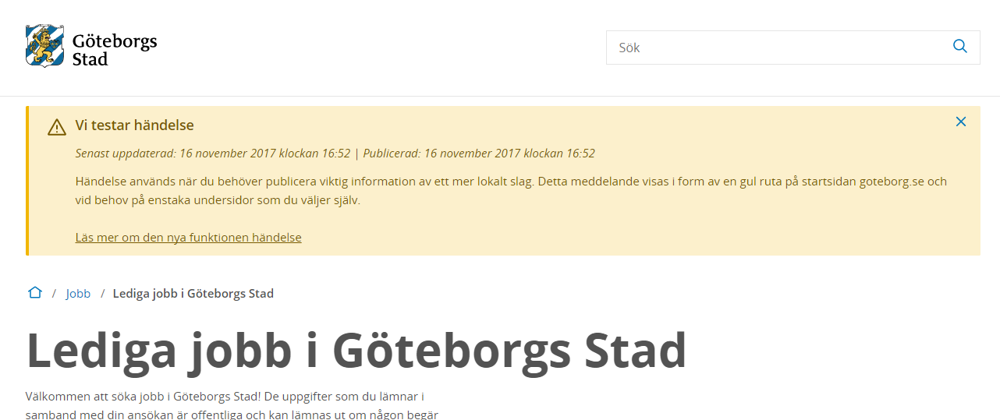 Göteborgs
Stad
Sök
Vi testar händelse
Senast uppdaterad: 16 november 2017 klockan 16:52 | Publicerad: 16 november 2017 klockan 16:52
Händelse används när du behöver publicera viktig information av ett mer lokalt slag. Detta meddelande visas i form av en gul ruta på startsidan goteborg.se och
vid behov på enstaka undersidor som du väljer själv.
Läs mer om den nya funktionen händelse
/ Jobb / Lediga jobb i Göteborgs Stad
Lediga jobb i Göteborgs Stad
Välkommen att söka jobb i Göteborgs Stad! De uppgifter som du lämnar i
samband med din ansökan är offentliga och kan lämnas ut om någon begär